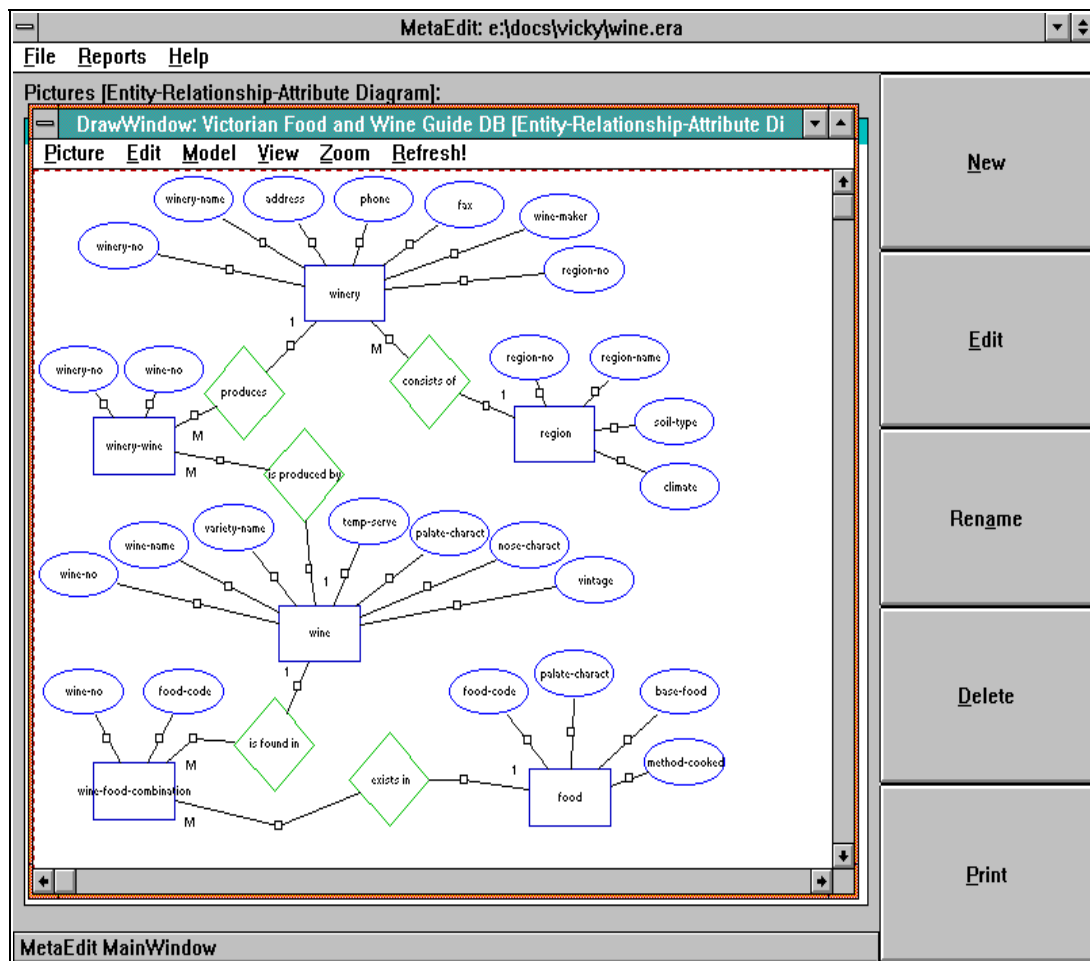 MetaEdit: e:\docs\vicky\wine.era
File Reports Help
Pictures [Entity-Relationship-Attribute Diagram]:
DrawWindow: Victorian Food and Wine Guide DB [Entity-Relationship-Attribute Di
Picture Edit Model View Zoom Refresh!
New
Edit
Rename
Delete
Print
winery-name
address
phone
fax
wine-maker
winery-no
region-no
winery
1
M
winery-no
wine-no
produces
consists of
region-no
region-name
1
soil-type
winery-wine
M
region
M
is produced by
climate
wine-name
variety-name
temp-serve
palate-charact
nose-charact
wine-no
1
vintage
wine
1
wine-no
food-code
food-code
palate-charact
base-food
is found in
M
method-cooked
wine-food-combination
exists in
1
food
M
MetaEdit MainWindow